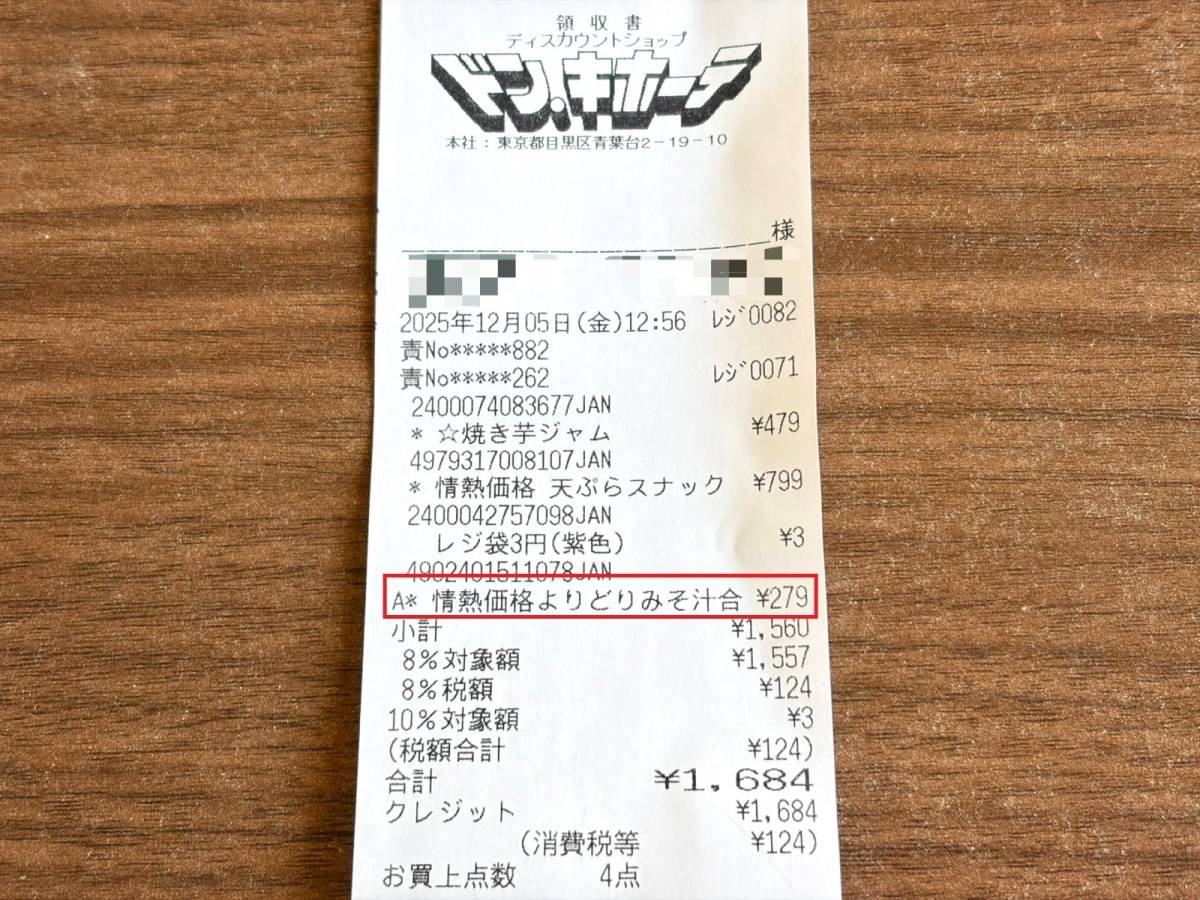 領収書
ディスカウントショップ
ドン.キホーテ
本社:東京都目黒区青葉台2-19-10
様
2025年12月05日(金)12:56 ﾚｼﾞ0082
責No*****882
責No*****262 ﾚｼﾞ0071
2400074083677JAN
* ☆焼き芋ジャム ¥479
4979317008107JAN
* 情熱価格 天ぷらスナック ¥799
2400042757098JAN
レジ袋3円(紫色) ¥3
4902401511078JAN
A* 情熱価格よりどりみそ汁合 ¥279
小計 ¥1,560
8%対象額 ¥1,557
8%税額 ¥124
10%対象額 ¥3
(税額合計 ¥124)
合計 ¥1,684
クレジット ¥1,684
(消費税等 ¥124)
お買上点数 4点